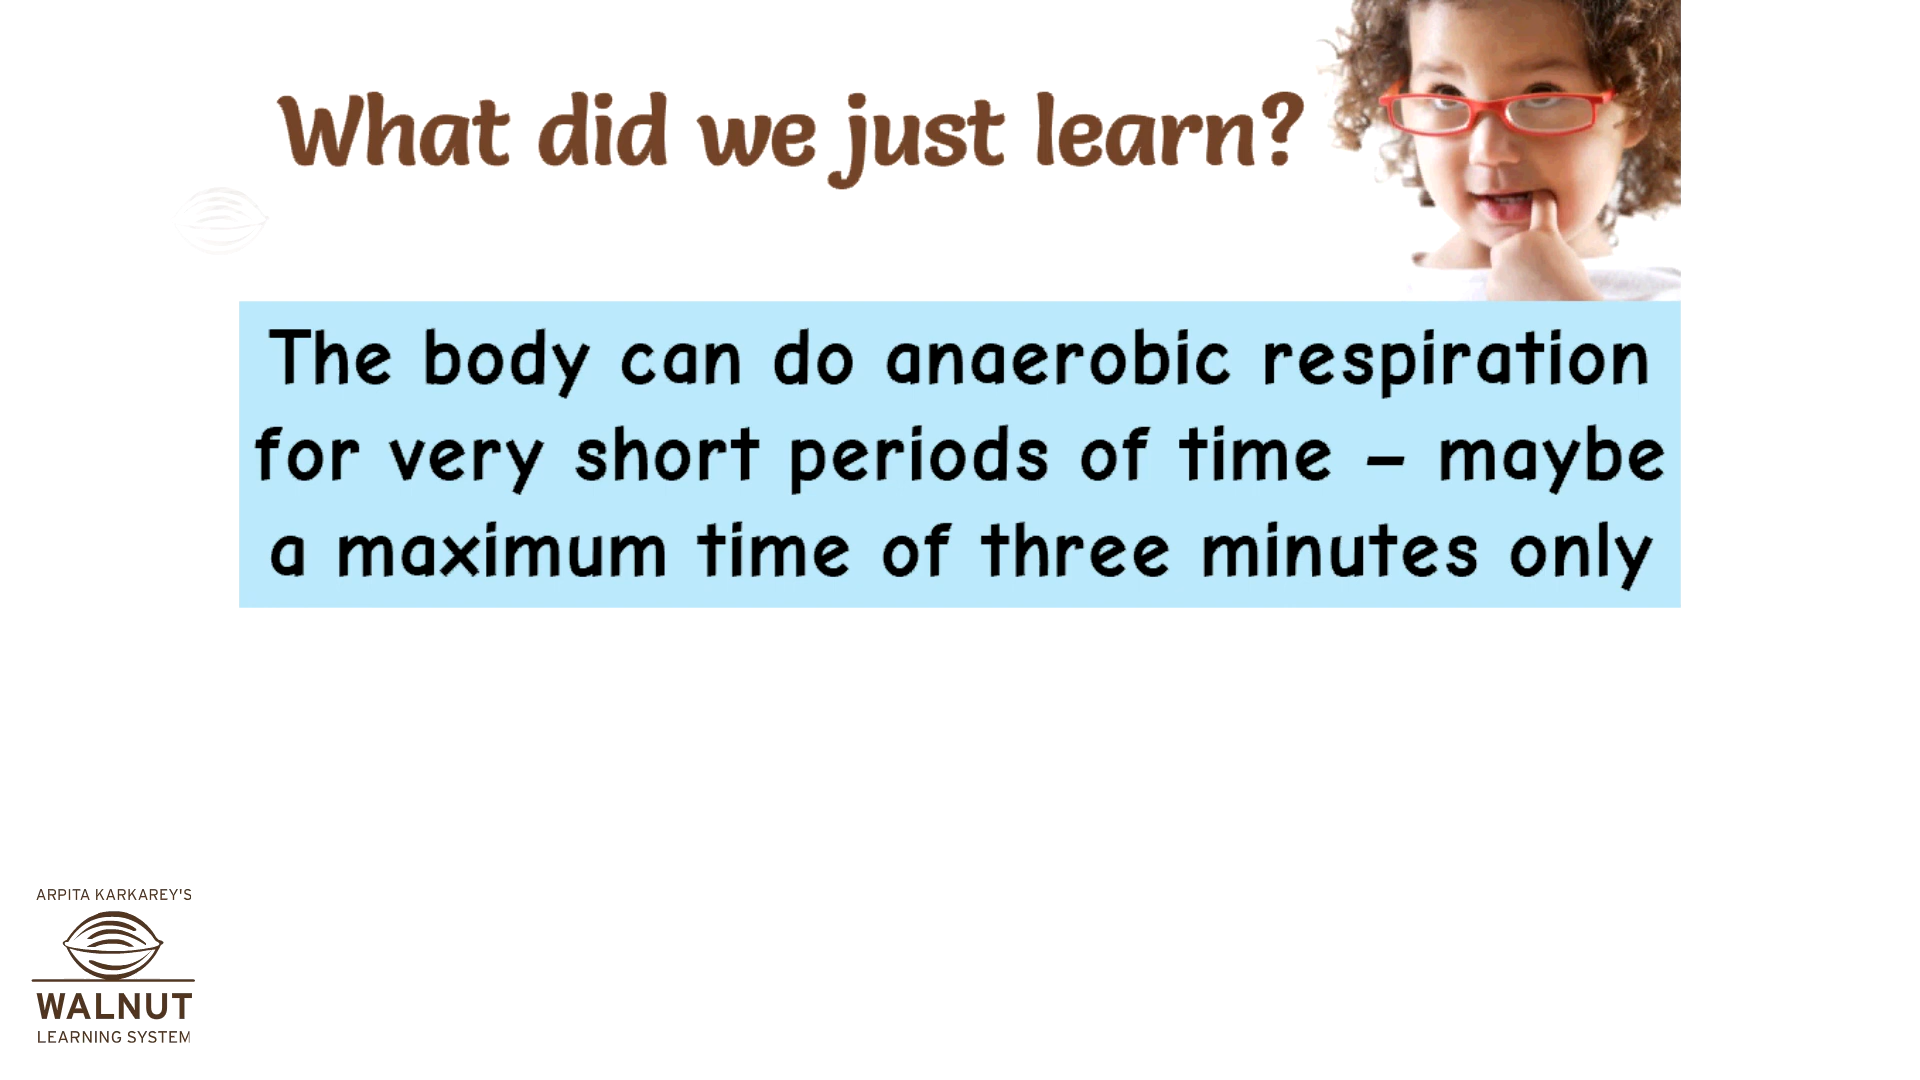 What did we just learn?
The body can do anaerobic respiration
for very short periods of time – maybe
a maximum time of three minutes only
ARPITA KARKAREY'S
WALNUT
LEARNING SYSTEM